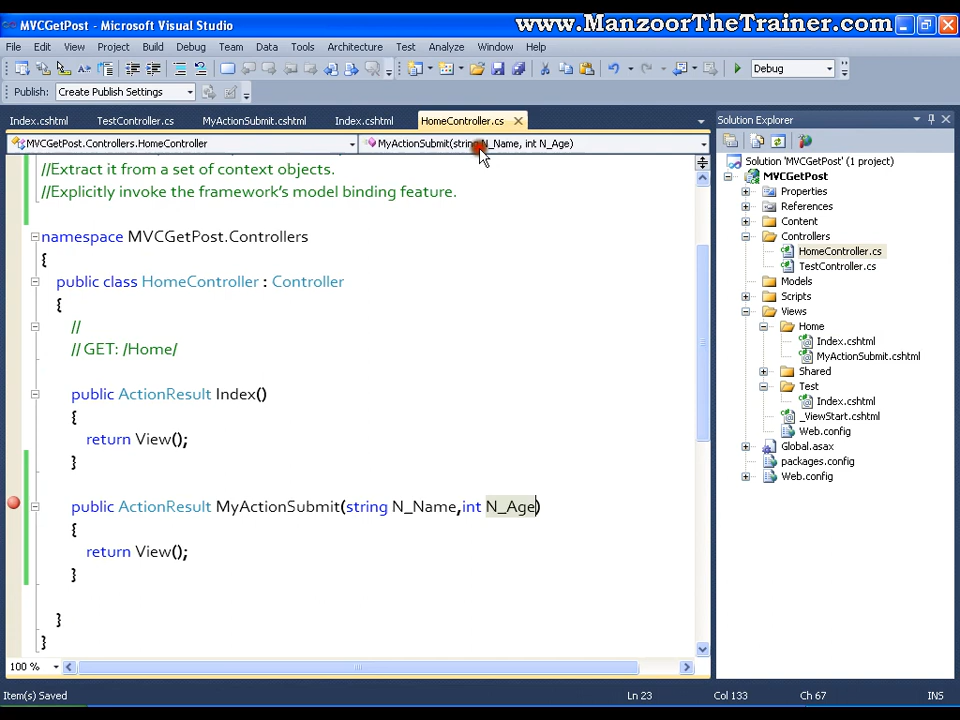 MVCGetPost - Microsoft Visual Studio
www.ManzoorTheTrainer.com
File Edit View Project Build Debug Team Data Tools Architecture Test Analyze Window Help
Debug
Publish: Create Publish Settings
Index.cshtml TestController.cs MyActionSubmit.cshtml Index.cshtml HomeController.cs
MVCGetPost.Controllers.HomeController
MyActionSubmit(string N_Name, int N_Age)
//Extract it from a set of context objects.
//Explicitly invoke the framework's model binding feature.
namespace MVCGetPost.Controllers
{
public class HomeController : Controller
{
//
// GET: /Home/
public ActionResult Index()
{
return View();
}
public ActionResult MyActionSubmit(string N_Name,int N_Age)
{
return View();
}
}
}
100 %
Solution Explorer
Solution 'MVCGetPost' (1 project)
MVCGetPost
Properties
References
Content
Controllers
HomeController.cs
TestController.cs
Models
Scripts
Views
Home
Index.cshtml
MyActionSubmit.cshtml
Shared
Test
Index.cshtml
_ViewStart.cshtml
Web.config
Global.asax
packages.config
Web.config
Item(s) Saved
Ln 23
Col 133
Ch 67
INS